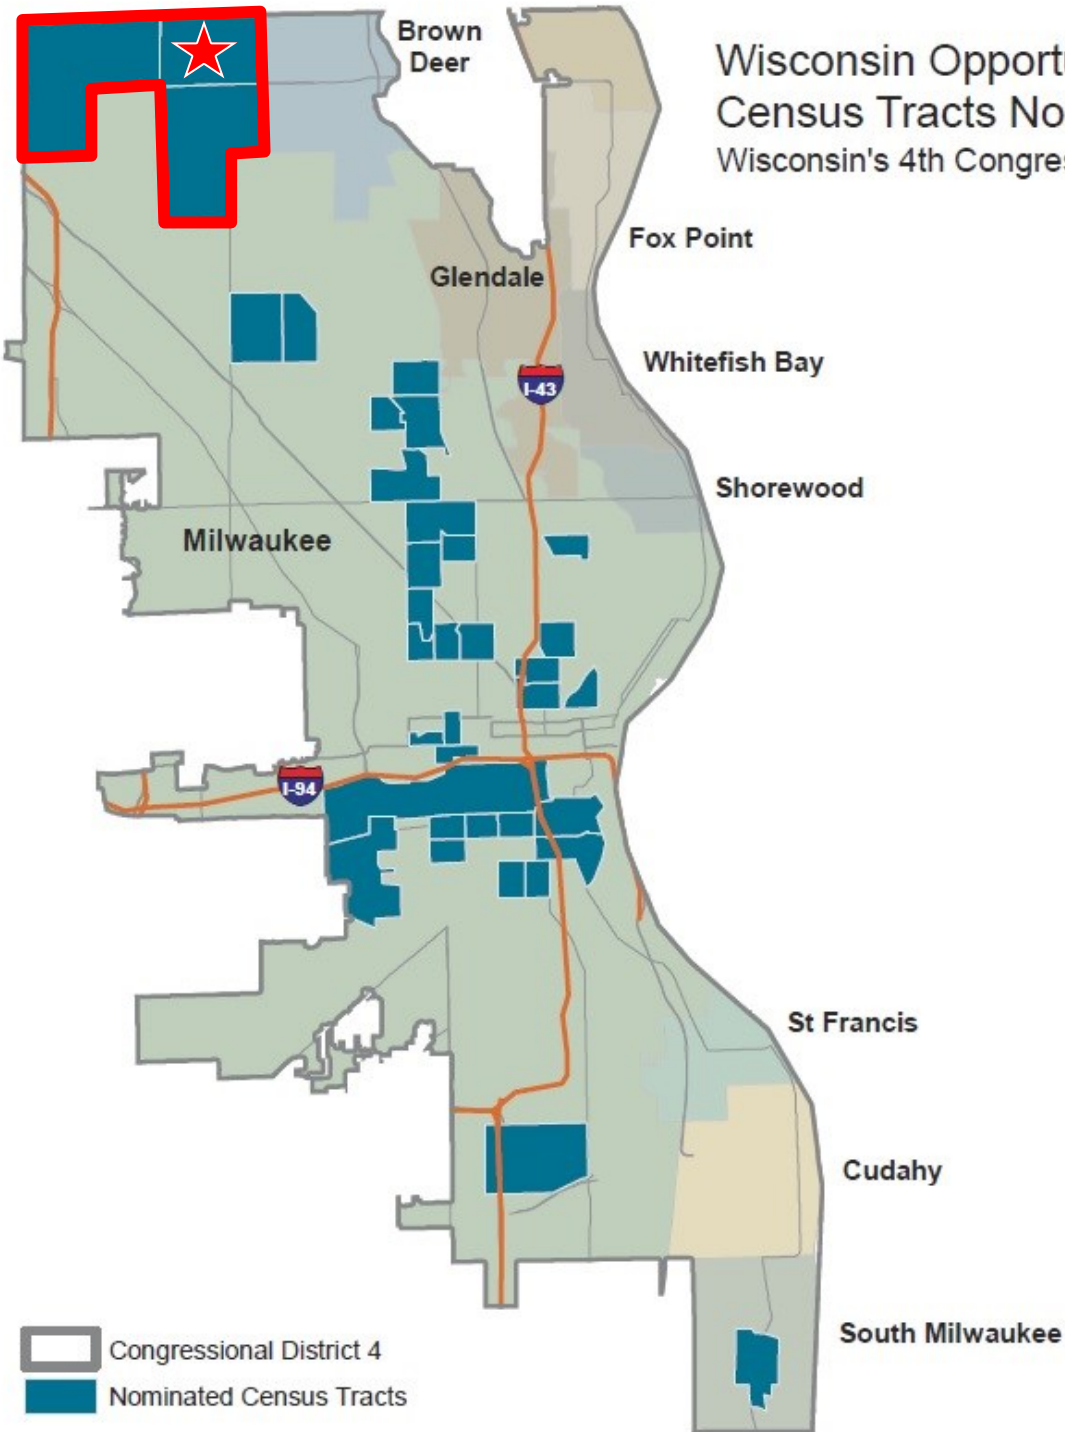 Brown
Deer
Wisconsin Opportu
Census Tracts No
Wisconsin's 4th Congres
Fox Point
Glendale
Whitefish Bay
I-43
Shorewood
Milwaukee
I-94
St Francis
Cudahy
South Milwaukee
Congressional District 4
Nominated Census Tracts